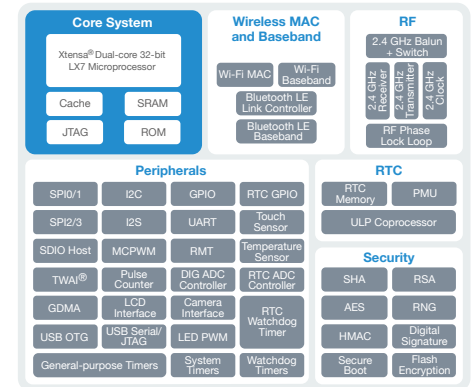 Core System
Xtensa® Dual-core 32-bit
LX7 Microprocessor
Cache
SRAM
JTAG
ROM
Wireless MAC
and Baseband
Wi-Fi MAC
Wi-Fi
Baseband
Bluetooth LE
Link Controller
Bluetooth LE
Baseband
RF
2.4 GHz Balun
+ Switch
2.4 GHz
Receiver
2.4 GHz
Transmitter
2.4 GHz
Clock
RF Phase
Lock Loop
Peripherals
SPI0/1
I2C
GPIO
RTC GPIO
SPI2/3
I2S
UART
Touch
Sensor
SDIO Host
MCPWM
RMT
Temperature
Sensor
TWAI®
Pulse
Counter
DIG ADC
Controller
RTC ADC
Controller
GDMA
LCD
Interface
Camera
Interface
RTC
Watchdog
Timer
USB OTG
USB Serial/
JTAG
LED PWM
General-purpose Timers
System
Timers
Watchdog
Timers
RTC
RTC
Memory
PMU
ULP Coprocessor
Security
SHA
RSA
AES
RNG
HMAC
Digital
Signature
Secure
Boot
Flash
Encryption